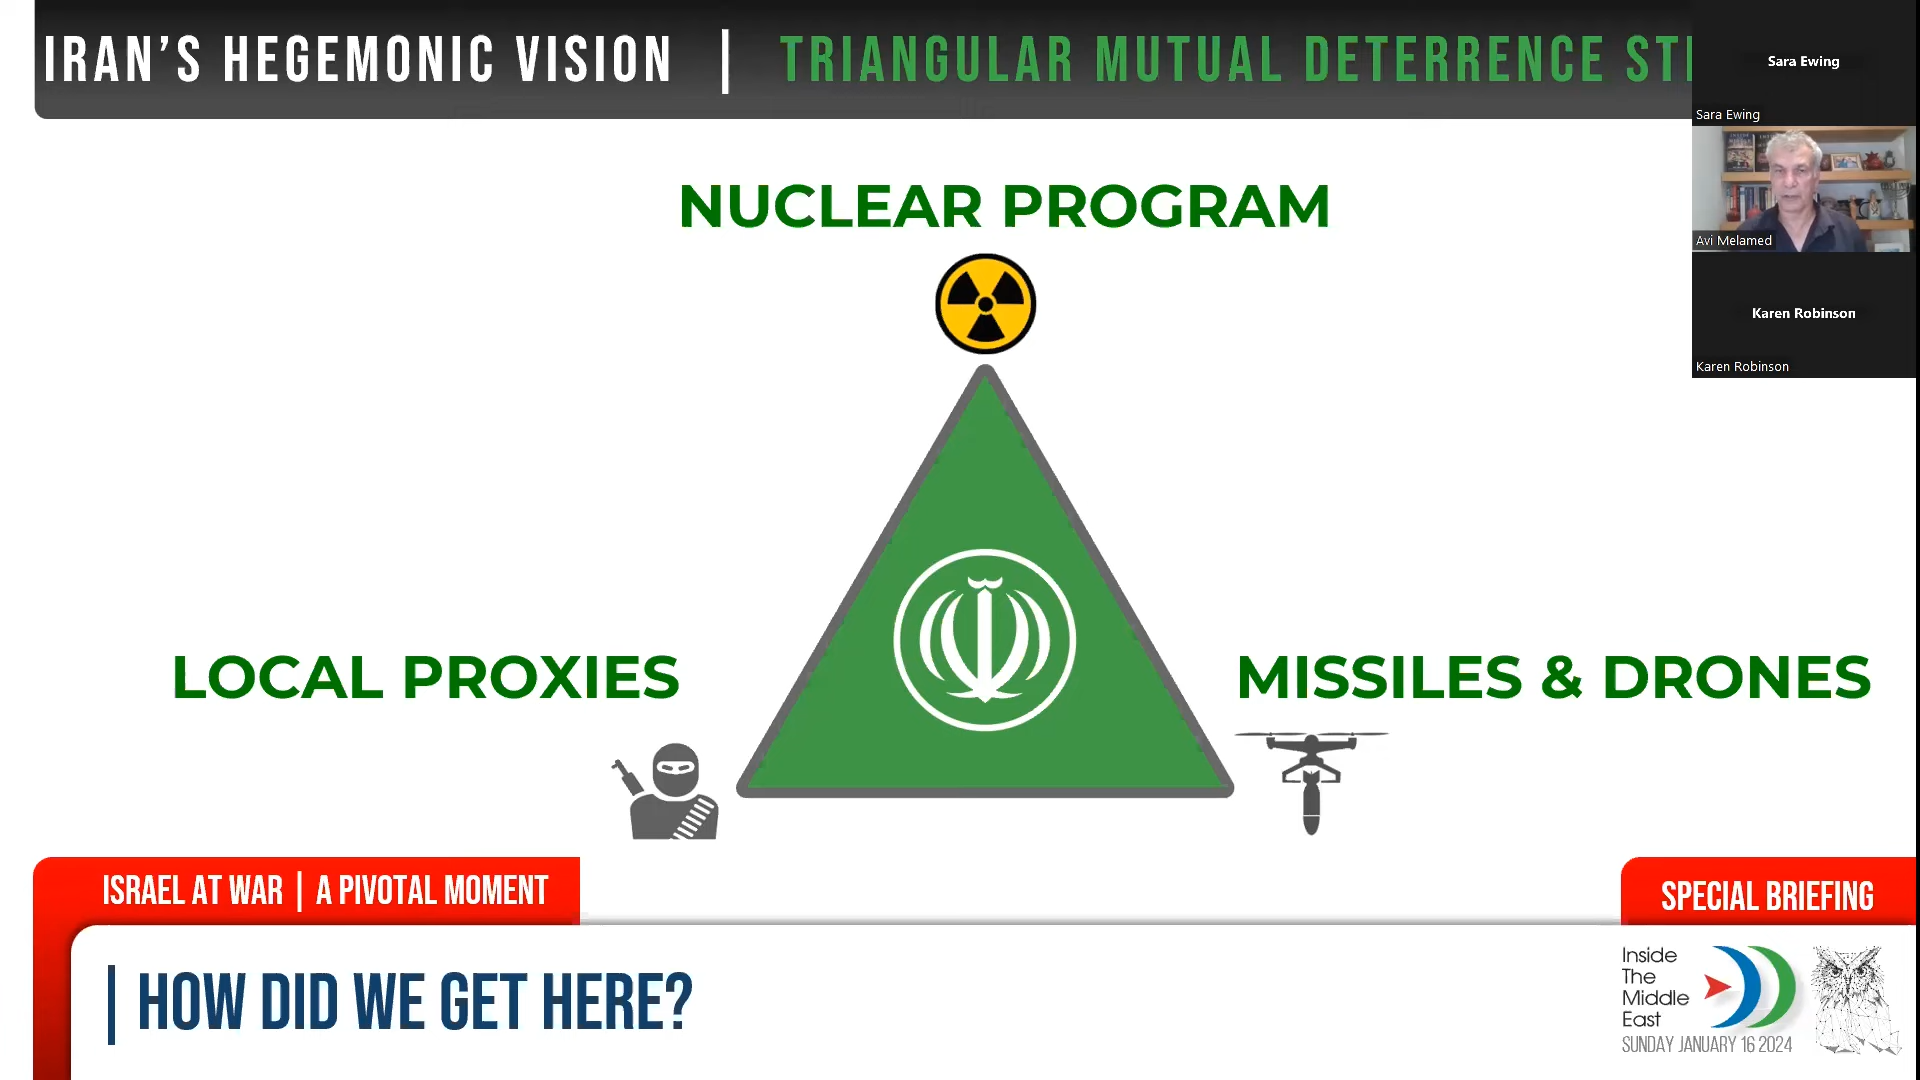 IRAN’S HEGEMONIC VISION | TRIANGULAR MUTUAL DETERRENCE
Sara Ewing
Sara Ewing
Avi Melamed
Karen Robinson
Karen Robinson
NUCLEAR PROGRAM
LOCAL PROXIES
MISSILES & DRONES
ISRAEL AT WAR | A PIVOTAL MOMENT
SPECIAL BRIEFING
| HOW DID WE GET HERE?
Inside
The
Middle
East
SUNDAY JANUARY 16 2024